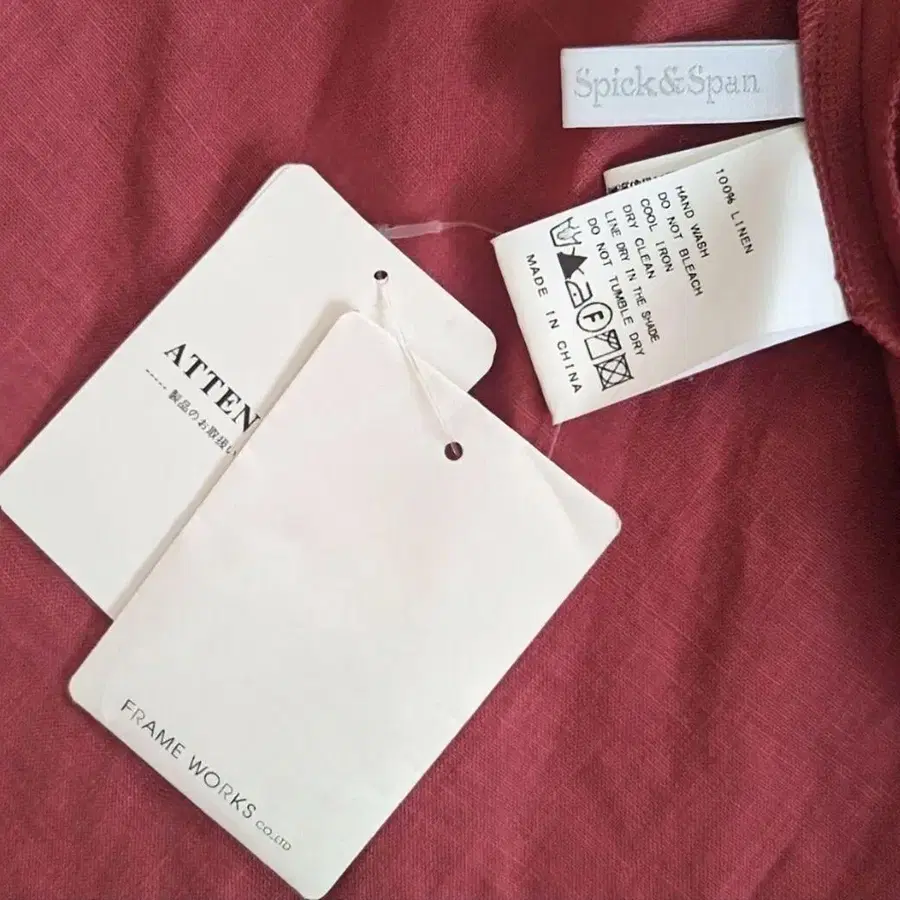 Spick&Span
100% LINEN
HAND WASH
DO NOT BLEACH
COOL IRON
DRY CLEAN
LINE DRY IN THE SHADE
DO NOT TUMBLE DRY
F
MADE IN CHINA
ATTEN
----- 製品のお取扱い
FRAME WORKS CO.,LTD